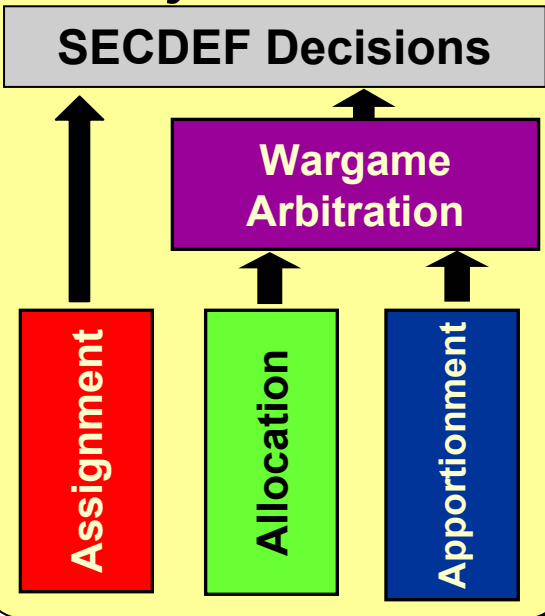 SECDEF Decisions
Wargame
Arbitration
Assignment
Allocation
Apportionment